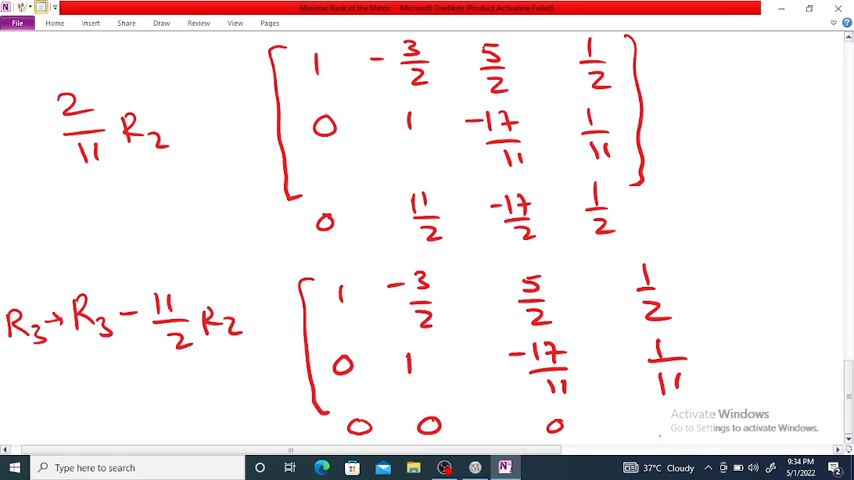 Maxima: Rank of the Matrix -- Microsoft OneNote (Product Activation Failed)
File Home Insert Share Draw Review View Pages
1 -3/2 5/2 1/2
2/11 R2 0 1 -17/11 1/11
0 11/2 -17/2 1/2
1 -3/2 5/2 1/2
R3→R3 - 11/2 R2 0 1 -17/11 1/11
0 0 0
Activate Windows
Go to Settings to activate Windows.
Type here to search
37°C Cloudy
9:34 PM
5/1/2022
2